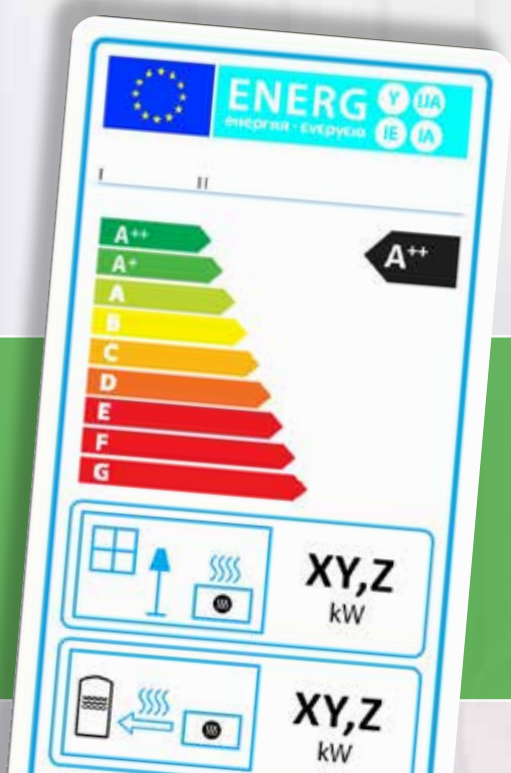 ENERG Y IJA
енергия · ενεργεια IE IA
I II
A++
A++
A+
A
B
C
D
E
F
G
XY,Z
kW
XY,Z
kW